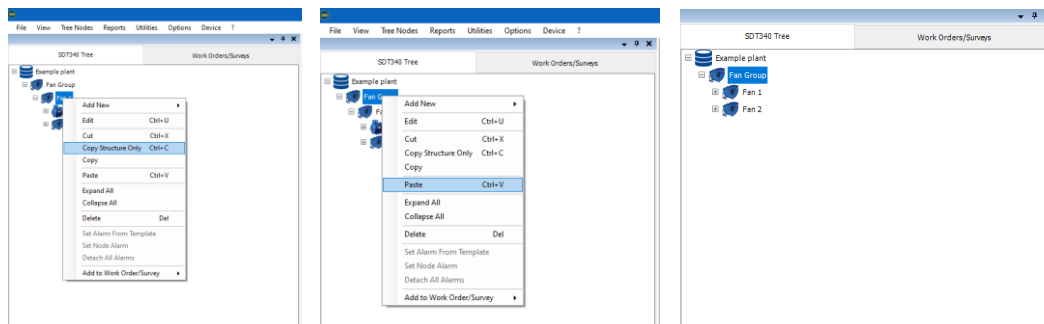 File View Tree Nodes Reports Utilities Options Device ?
SDT340 Tree Work Orders/Surveys
Example plant
Fan Group
Add New
Edit Ctrl+U
Cut Ctrl+X
Copy Structure Only Ctrl+C
Copy
Paste Ctrl+V
Expand All
Collapse All
Delete Del
Set Alarm From Template
Set Node Alarm
Detach All Alarms
Add to Work Order/Survey
File View Tree Nodes Reports Utilities Options Device ?
SDT340 Tree Work Orders/Surveys
Example plant
Add New
Edit Ctrl+U
Cut Ctrl+X
Copy Structure Only Ctrl+C
Copy
Paste Ctrl+V
Expand All
Collapse All
Delete Del
Set Alarm From Template
Set Node Alarm
Detach All Alarms
Add to Work Order/Survey
SDT340 Tree Work Orders/Surveys
Example plant
Fan Group
Fan 1
Fan 2